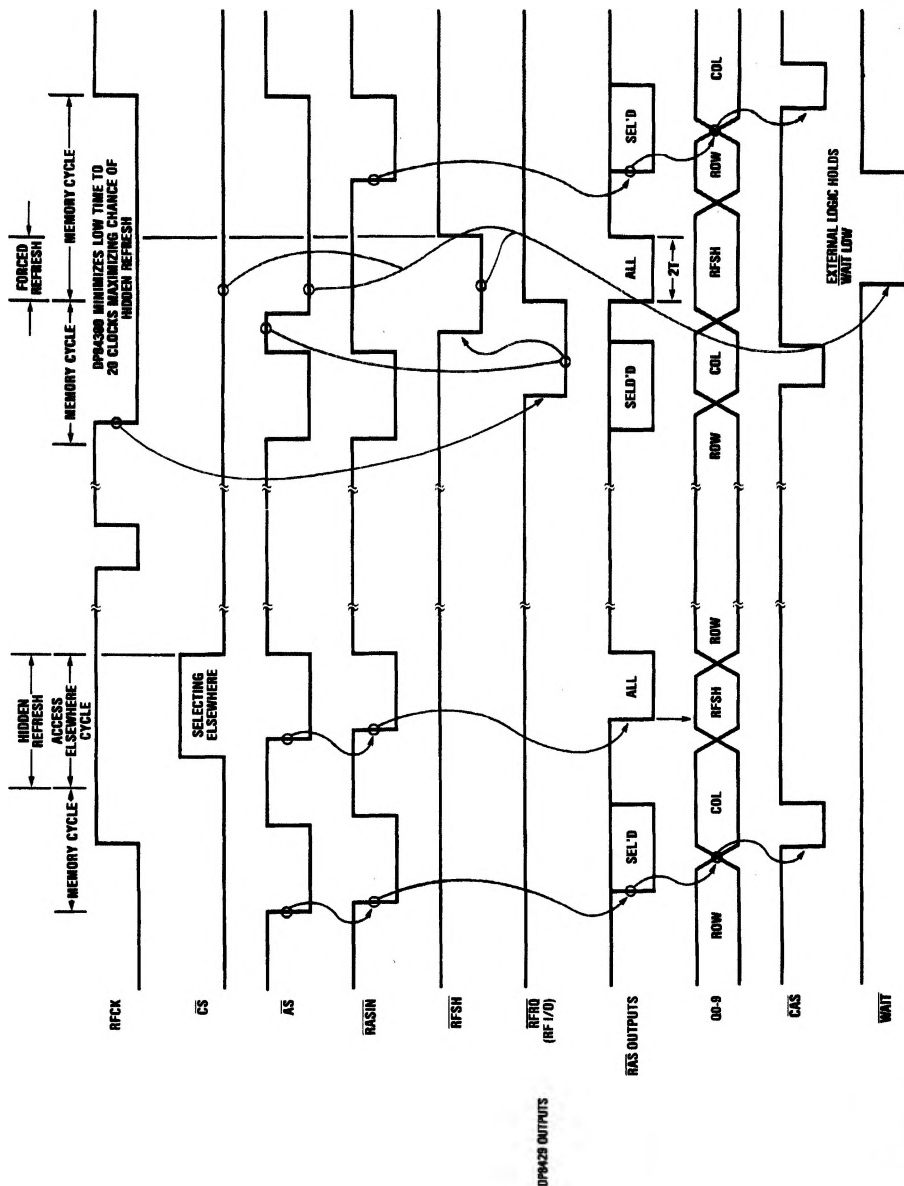 HIDDEN
REFRESH
FORCED
REFRESH
MEMORY CYCLE
ACCESS
ELSEWHERE
CYCLE
MEMORY CYCLE
MEMORY CYCLE
RFCK
DP84300 MINIMIZES LOW TIME TO
20 CLOCKS MAXIMIZING CHANCE OF
HIDDEN REFRESH
CS
SELECTING
ELSEWHERE
AS
RASIN
RFSH
RFRQ
(RF I/O)
DP8429 OUTPUTS
RAS OUTPUTS
SEL'D
ALL
SELD'D
ALL
SEL'D
2T
Q0-9
ROW
COL
RFSH
ROW
ROW
COL
RFSH
ROW
COL
CAS
EXTERNAL LOGIC HOLDS
WAIT LOW
WAIT